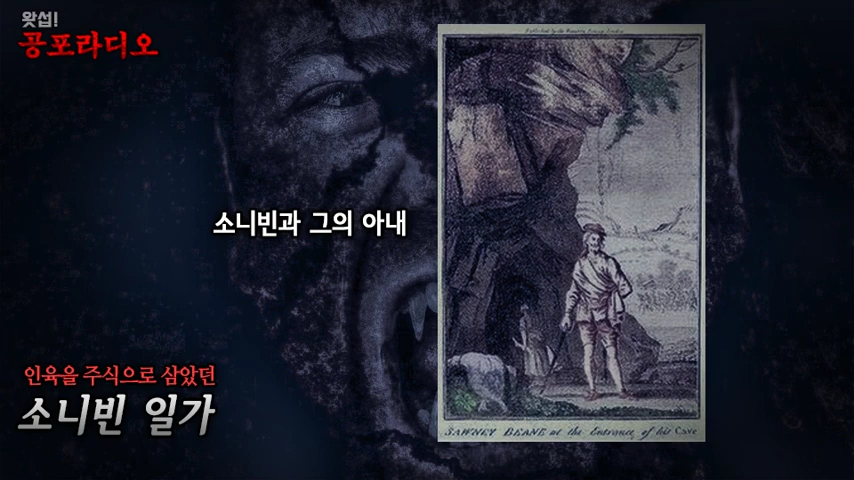 왓섭!
공포라디오
소니빈과 그의 아내
인육을 주식으로 삼았던
소니빈 일가
SAWNEY BEANE at the Entrance of his Cave